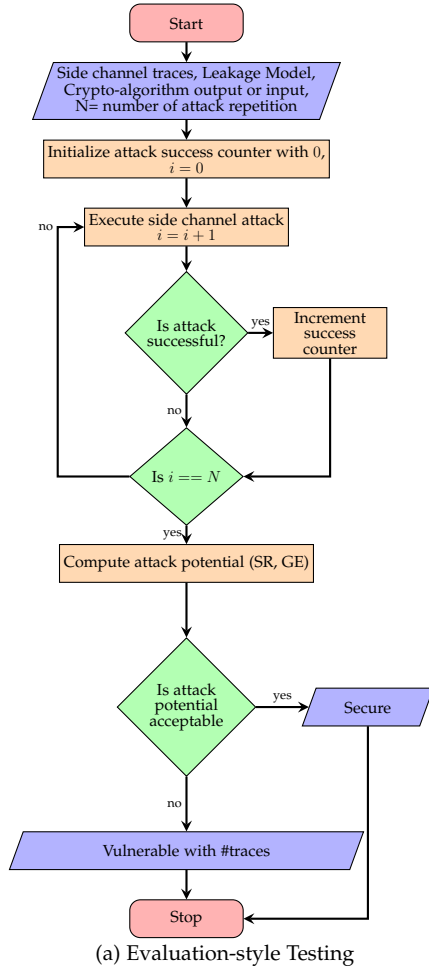 Start
Side channel traces, Leakage Model,
Crypto-algorithm output or input,
N= number of attack repetition
Initialize attack success counter with 0,
i = 0
no
Execute side channel attack
i = i + 1
Is attack
successful?
yes
Increment
success
counter
no
Is i == N
yes
Compute attack potential (SR, GE)
Is attack
potential
acceptable
yes
Secure
no
Vulnerable with #traces
Stop
(a) Evaluation-style Testing